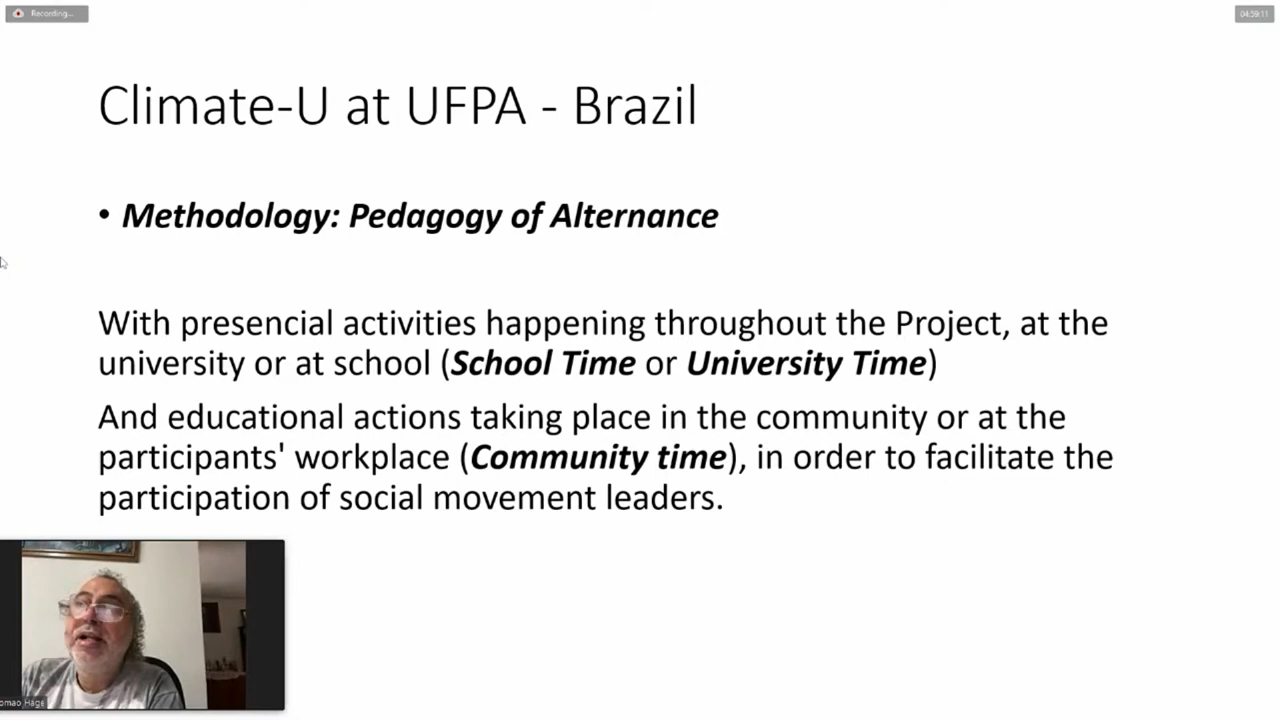 Recording...
04:59:11
Climate-U at UFPA - Brazil
• Methodology: Pedagogy of Alternance
With presencial activities happening throughout the Project, at the
university or at school (School Time or University Time)
And educational actions taking place in the community or at the
participants' workplace (Community time), in order to facilitate the
participation of social movement leaders.
omao Hage